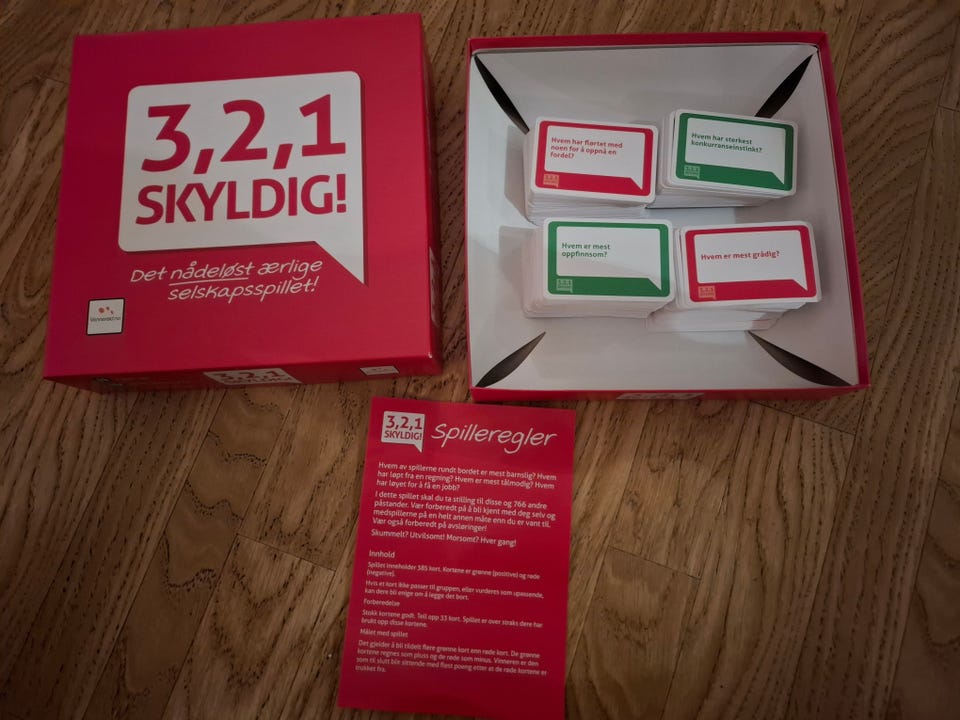 3,2,1
SKYLDIG!
Det nådeløst ærlige
selskapsspillet!
Hvem har flørtet med
noen for å oppnå en
fordel?
Hvem har sterkest
konkurranseinstinkt?
Hvem er mest
oppfinnsom?
Hvem er mest grådig?
3,2,1
3,2,1
SKYLDIG!
Spilleregler
Hvem av spillerne rundt bordet er mest barnslig? Hvem
har løpt fra en regning? Hvem er mest tålmodig? Hvem
har løyet for å få en jobb?
I dette spillet skal du ta stilling til disse og 766 andre
påstander. Vær forberedt på å bli kjent med deg selv og
medspillerne på en helt annen måte enn du er vant til.
Vær også forberedt på avsløringer!
Skummelt? Utvilsomt! Morsomt? Hver gang!
Innhold
Spillet inneholder 385 kort. Kortene er grønne (positive) og røde
(negative).
Hvis et kort ikke passer til gruppen, eller vurderes som upassende,
kan dere bli enige om å legge det bort.
Forberedelse
Stokk kortene godt. Tell opp 33 kort. Spillet er over straks dere har
brukt opp disse kortene.
Målet med spillet
Det gjelder å bli tildelt flere grønne kort enn røde kort. De grønne
kortene regnes som pluss og de røde som minus. Vinneren er den
som til slutt blir sittende med flest poeng etter at de røde kortene er
trukket fra.